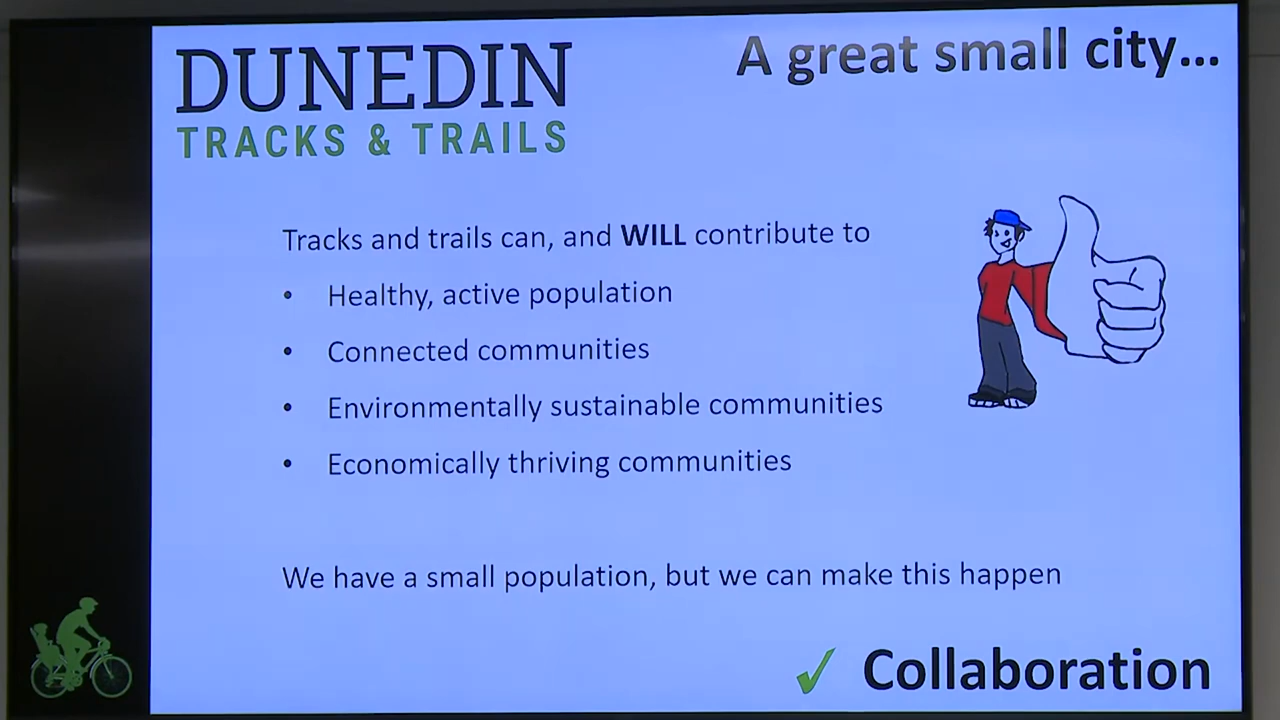 DUNEDIN
TRACKS & TRAILS
A great small city...
Tracks and trails can, and WILL contribute to
• Healthy, active population
• Connected communities
• Environmentally sustainable communities
• Economically thriving communities
We have a small population, but we can make this happen
✓ Collaboration